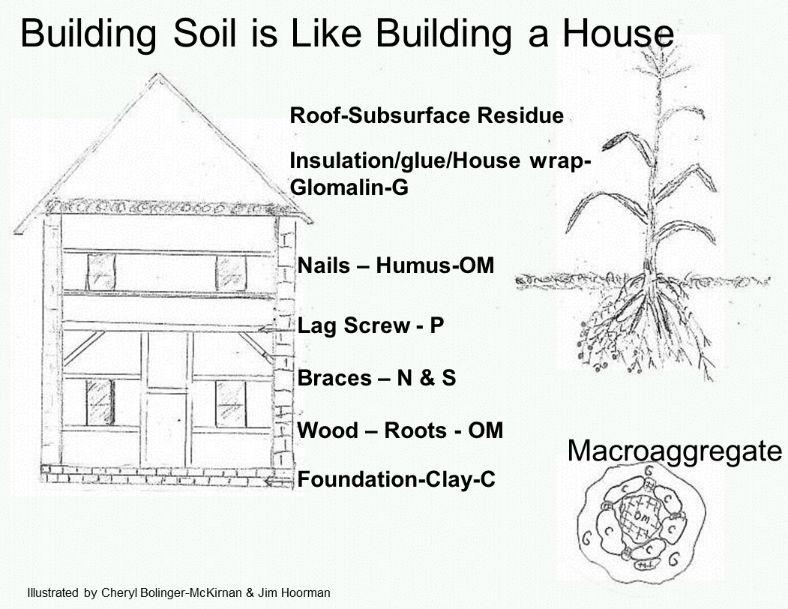 Building Soil is Like Building a House
Roof-Subsurface Residue
Insulation/glue/House wrap-
Glomalin-G
Nails – Humus-OM
Lag Screw - P
Braces – N & S
Wood – Roots - OM
Foundation-Clay-C
Macroaggregate
G
C
C
C
OM
C
C
G
G
Illustrated by Cheryl Bolinger-McKirnan & Jim Hoorman